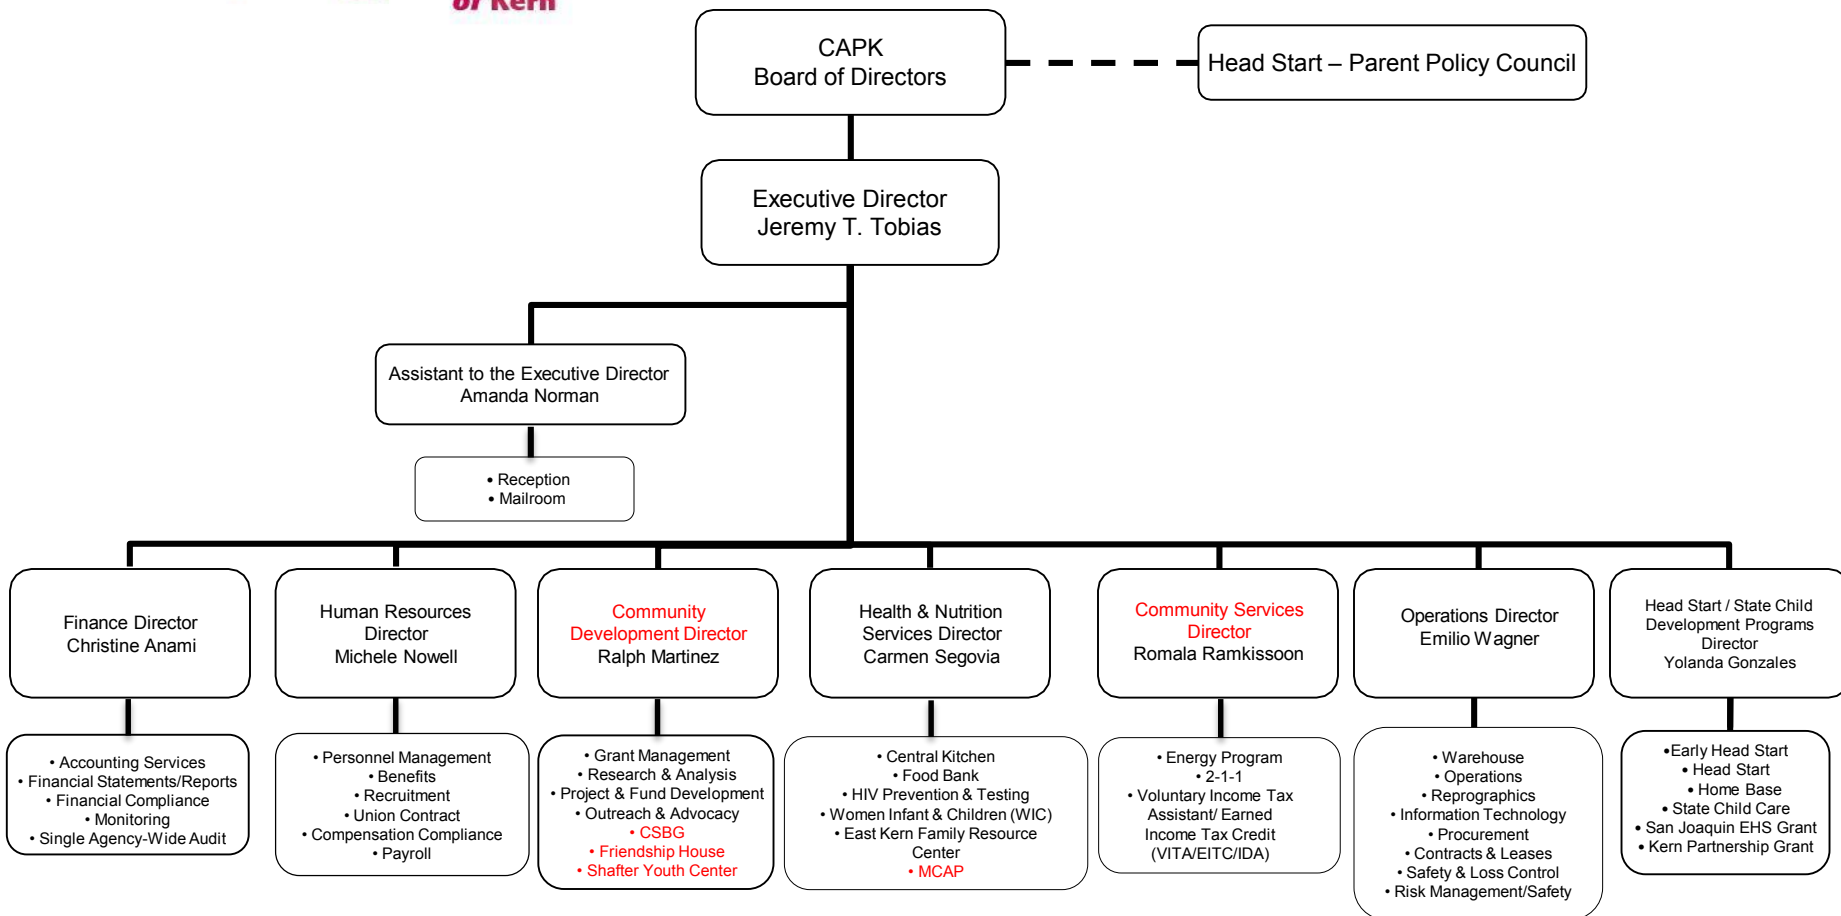 of Kern
CAPK
Board of Directors
Head Start – Parent Policy Council
Executive Director
Jeremy T. Tobias
Assistant to the Executive Director
Amanda Norman
• Reception
• Mailroom
Finance Director
Christine Anami
Human Resources
Director
Michele Nowell
Community
Development Director
Ralph Martinez
Health & Nutrition
Services Director
Carmen Segovia
Community Services
Director
Romala Ramkissoon
Operations Director
Emilio Wagner
Head Start / State Child
Development Programs
Director
Yolanda Gonzales
• Accounting Services
• Financial Statements/Reports
• Financial Compliance
• Monitoring
• Single Agency-Wide Audit
• Personnel Management
• Benefits
• Recruitment
• Union Contract
• Compensation Compliance
• Payroll
• Grant Management
• Research & Analysis
• Project & Fund Development
• Outreach & Advocacy
• CSBG
• Friendship House
• Shafter Youth Center
• Central Kitchen
• Food Bank
• HIV Prevention & Testing
• Women Infant & Children (WIC)
• East Kern Family Resource
Center
• MCAP
• Energy Program
• 2-1-1
• Voluntary Income Tax
Assistant/ Earned
Income Tax Credit
(VITA/EITC/IDA)
• Warehouse
• Operations
• Reprographics
• Information Technology
• Procurement
• Contracts & Leases
• Safety & Loss Control
• Risk Management/Safety
•Early Head Start
• Head Start
• Home Base
• State Child Care
• San Joaquin EHS Grant
• Kern Partnership Grant